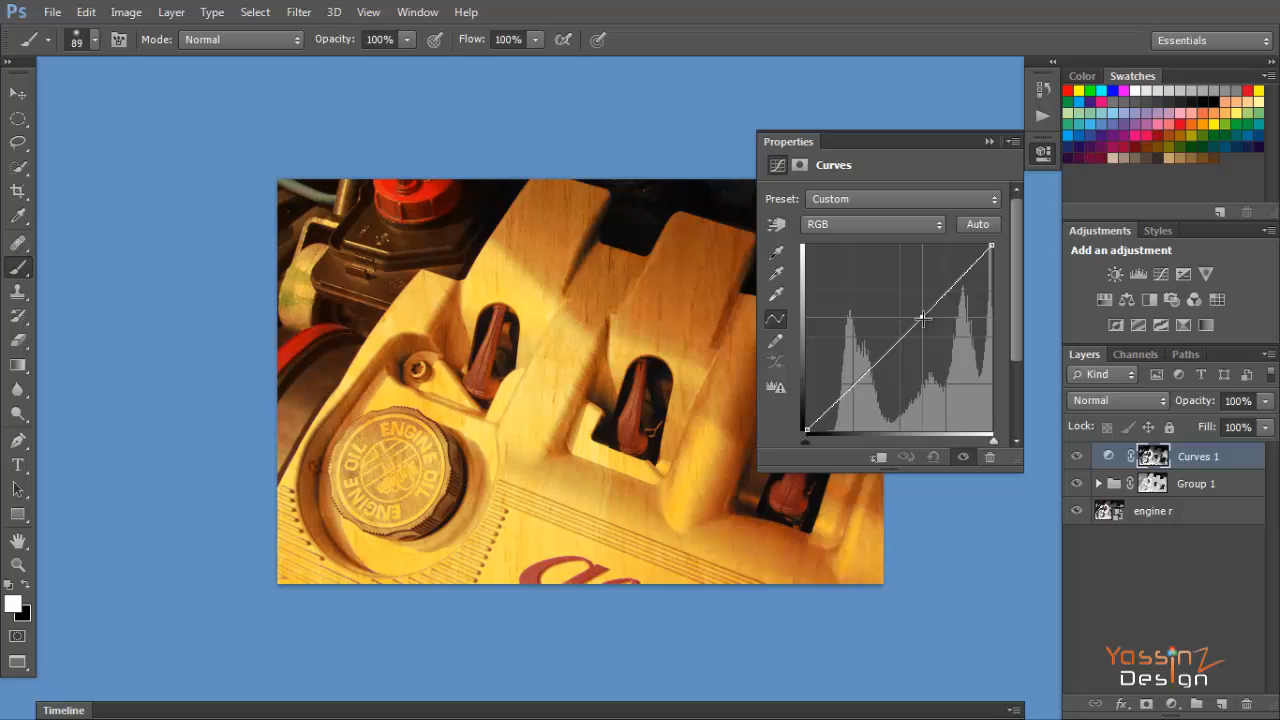 Ps File Edit Image Layer Type Select Filter 3D View Window Help
89 Mode: Normal Opacity: 100% Flow: 100% Essentials
Color Swatches
Properties
Curves
Preset: Custom
RGB Auto
Adjustments Styles
Add an adjustment
Layers Channels Paths
Kind
Normal Opacity: 100%
Lock: Fill: 100%
Curves 1
Group 1
engine r
ENGINE OIL
ENGINE OIL
YassinZ
Design
Timeline